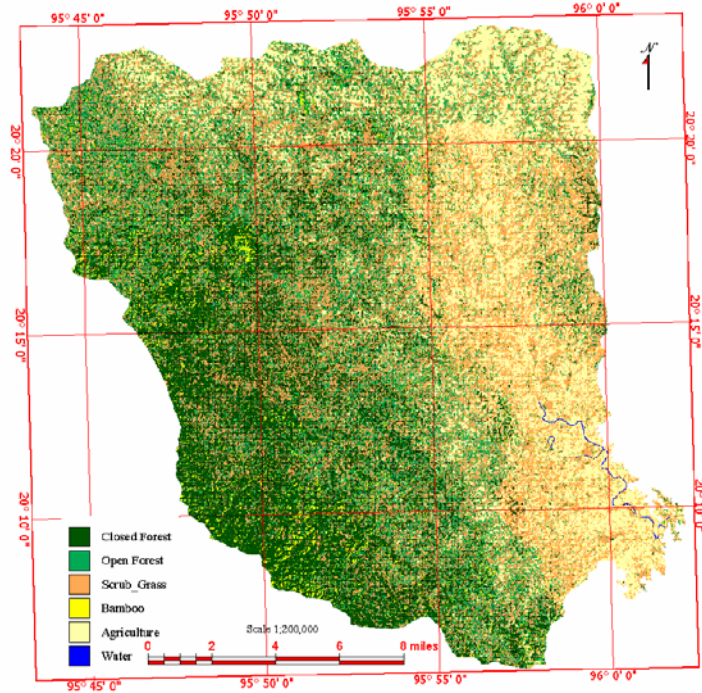 95° 45' 0"
95° 50' 0"
95° 55' 0"
96° 0' 0"
N
20° 20' 0"
20° 20' 0"
20° 15' 0"
20° 15' 0"
20° 10' 0"
20° 10' 0"
Closed Forest
Open Forest
Scrub_Grass
Bamboo
Agriculture
Water
Scale 1:200,000
0 2 4 6 8 miles
95° 45' 0"
95° 50' 0"
95° 55' 0"
96° 0' 0"